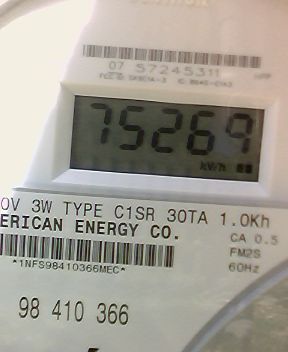 07 57245311
75269
kWh
0V 3W TYPE C1SR 30TA 1.0Kh
ERICAN ENERGY CO.
CA 0.5
FM2S
60Hz
*1NFS98410366MEC*
98 410 366